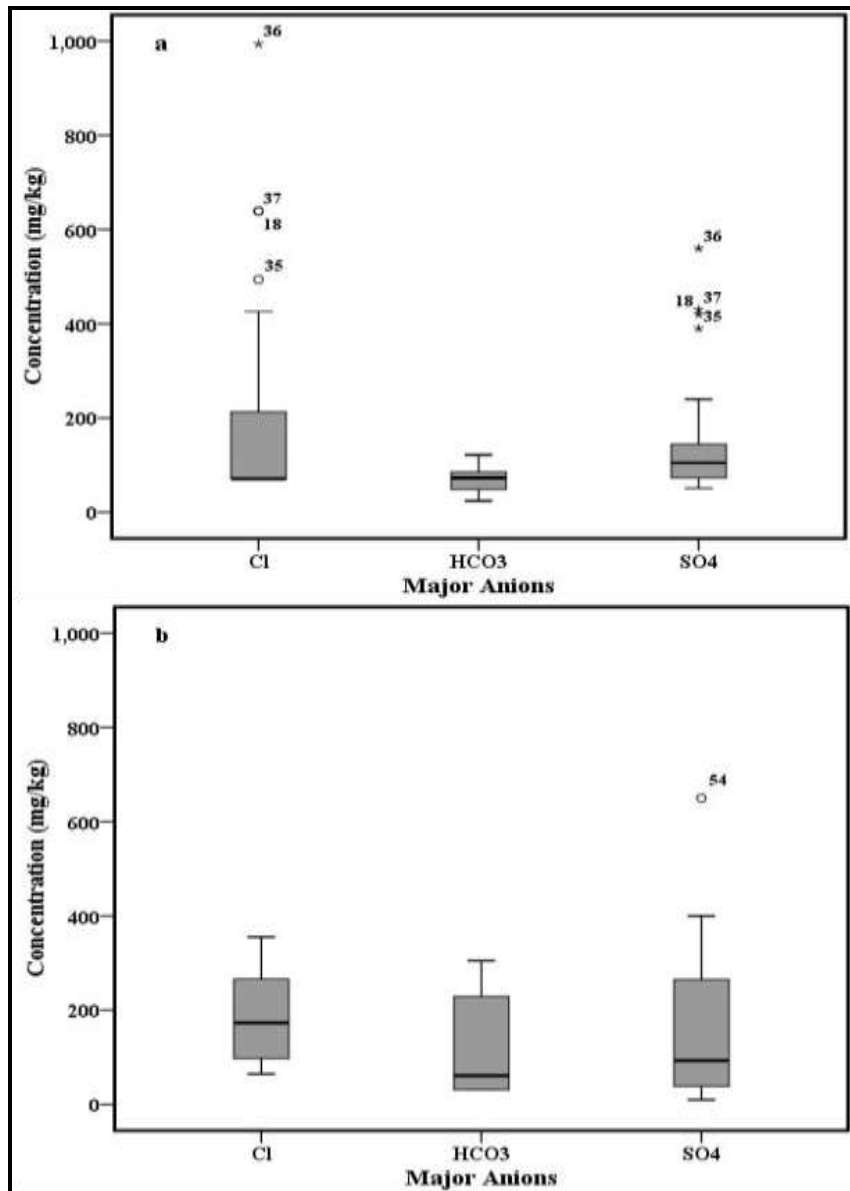 a
1,000
800
600
400
200
0
Concentration (mg/kg)
36
37
18
35
36
18 37
35
Cl HCO3 SO4
Major Anions
b
1,000
800
600
400
200
0
Concentration (mg/kg)
54
Cl HCO3 SO4
Major Anions